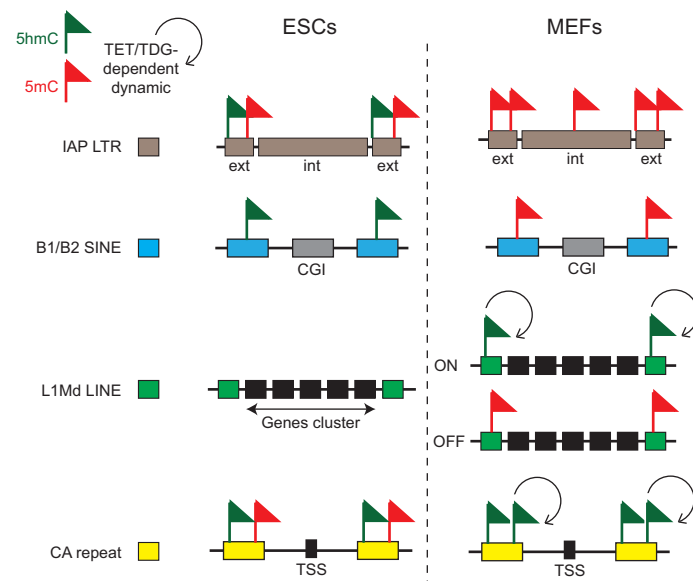 ESCs
MEFs
5hmC
5mC
TET/TDG-
dependent
dynamic
IAP LTR
ext
int
ext
ext
int
ext
B1/B2 SINE
CGI
CGI
L1Md LINE
Genes cluster
ON
OFF
CA repeat
TSS
TSS